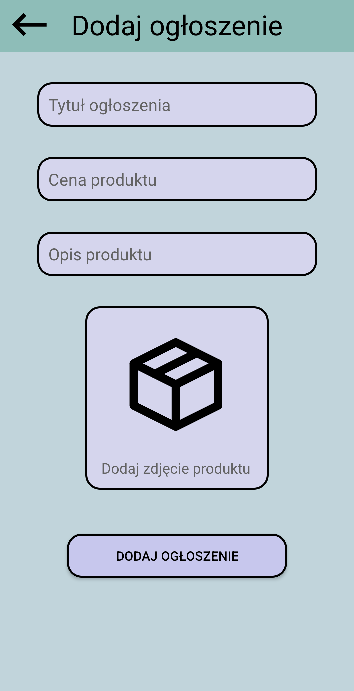 Dodaj ogłoszenie
Tytuł ogłoszenia
Cena produktu
Opis produktu
Dodaj zdjęcie produktu
DODAJ OGŁOSZENIE